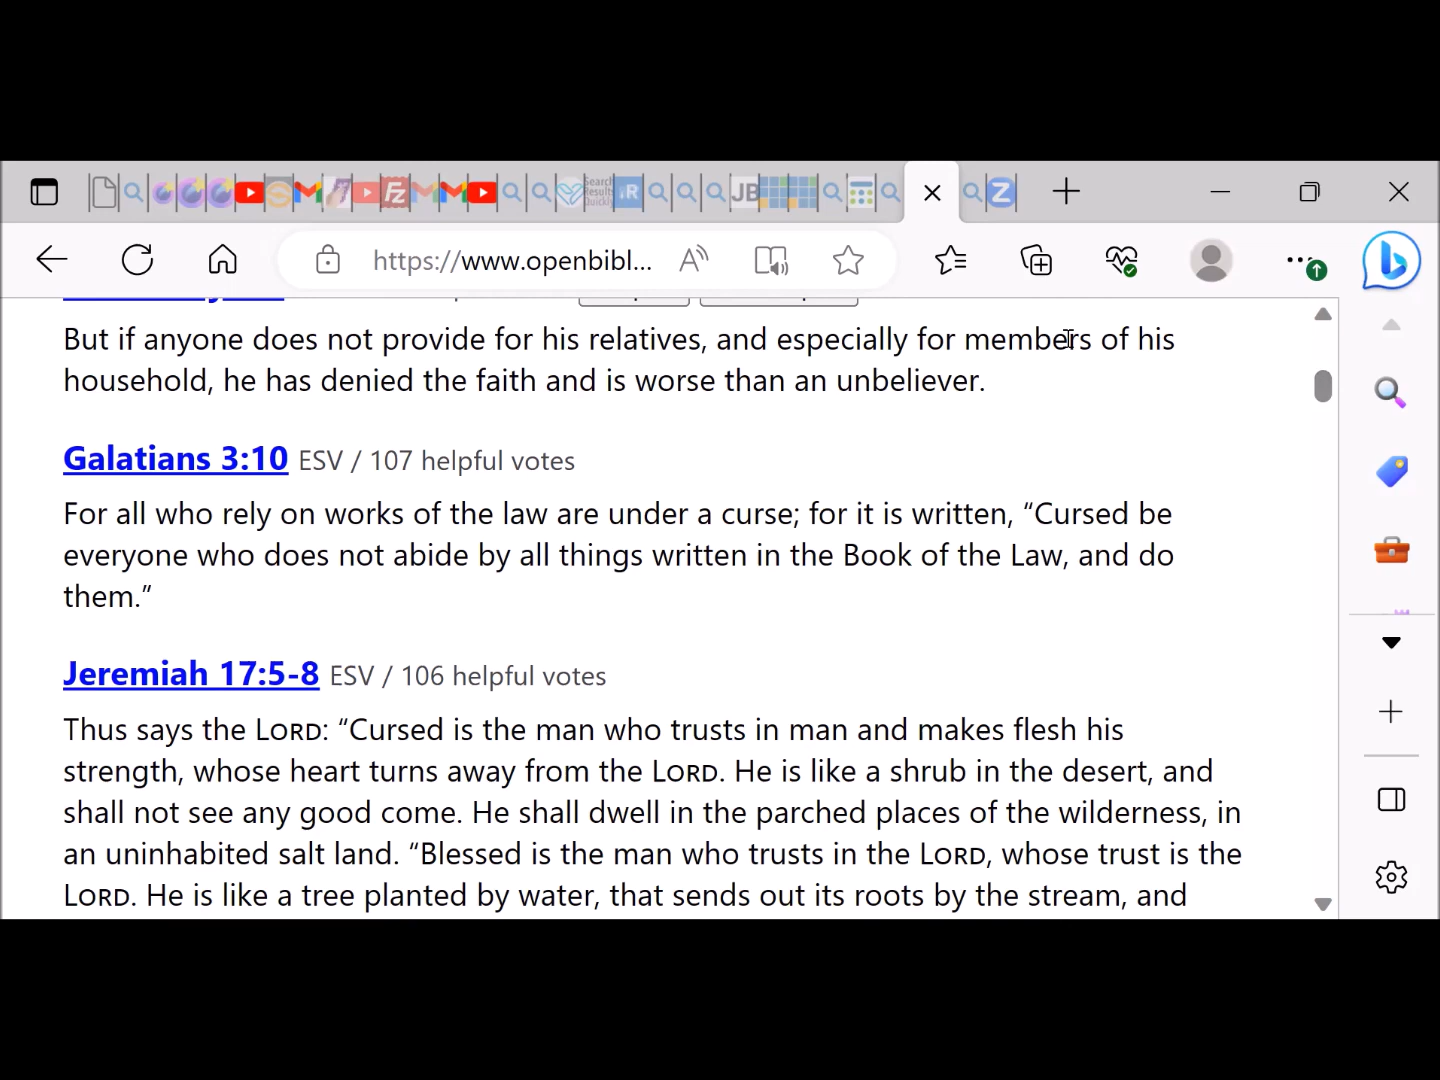 Search
Results
Quickly
Fz
iR
JB
Z
https://www.openbibl...
But if anyone does not provide for his relatives, and especially for members of his
household, he has denied the faith and is worse than an unbeliever.
Galatians 3:10 ESV / 107 helpful votes
For all who rely on works of the law are under a curse; for it is written, “Cursed be
everyone who does not abide by all things written in the Book of the Law, and do
them.”
Jeremiah 17:5-8 ESV / 106 helpful votes
Thus says the LORD: “Cursed is the man who trusts in man and makes flesh his
strength, whose heart turns away from the LORD. He is like a shrub in the desert, and
shall not see any good come. He shall dwell in the parched places of the wilderness, in
an uninhabited salt land. “Blessed is the man who trusts in the LORD, whose trust is the
LORD. He is like a tree planted by water, that sends out its roots by the stream, and